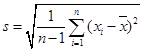 s = √( 1/(n−1) ∑_{i=1}^{n} (x_i − x̄)² )